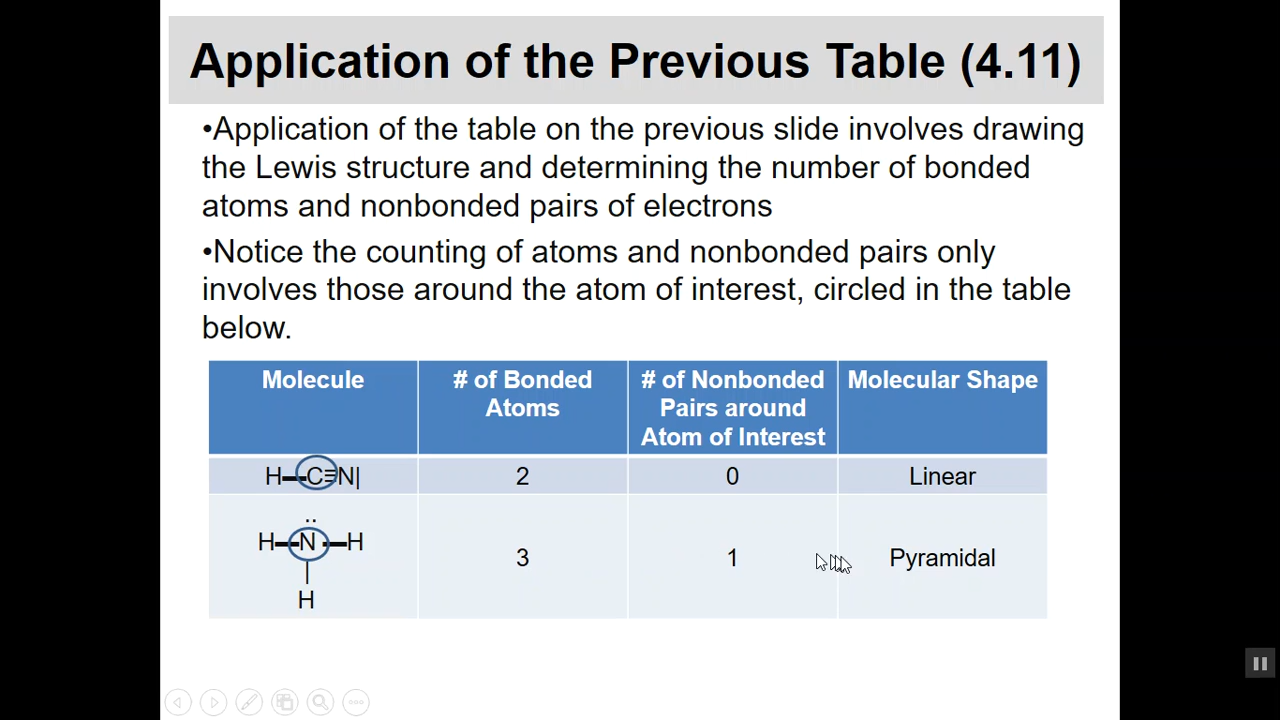 Application of the Previous Table (4.11)
•Application of the table on the previous slide involves drawing
the Lewis structure and determining the number of bonded
atoms and nonbonded pairs of electrons
•Notice the counting of atoms and nonbonded pairs only
involves those around the atom of interest, circled in the table
below.
Molecule
# of Bonded
Atoms
# of Nonbonded
Pairs around
Atom of Interest
Molecular Shape
H—C≡N|
2
0
Linear
..
H—N—H
|
H
3
1
Pyramidal